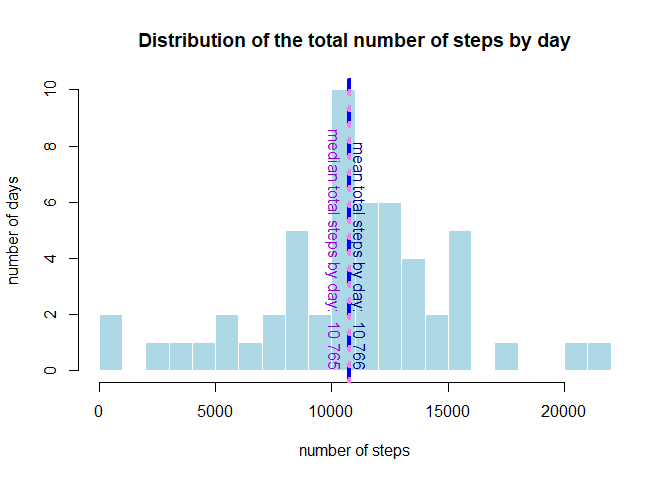 Distribution of the total number of steps by day
number of days
10
8
6
4
2
0
median total steps by day: 10 765
mean total steps by day: 10 766
0 5000 10000 15000 20000
number of steps